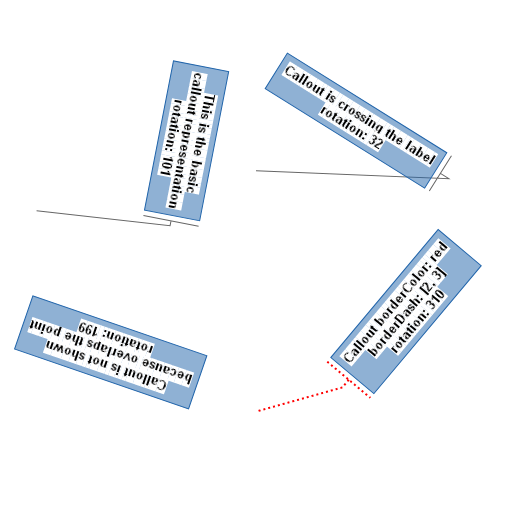 This is the basic
callout representation
rotation: 101
Callout is crossing the label
rotation: 32
Callout is not shown
because overlaps the point
rotation: 199
Callout borderColor: red
borderDash: [2, 3]
rotation: 310